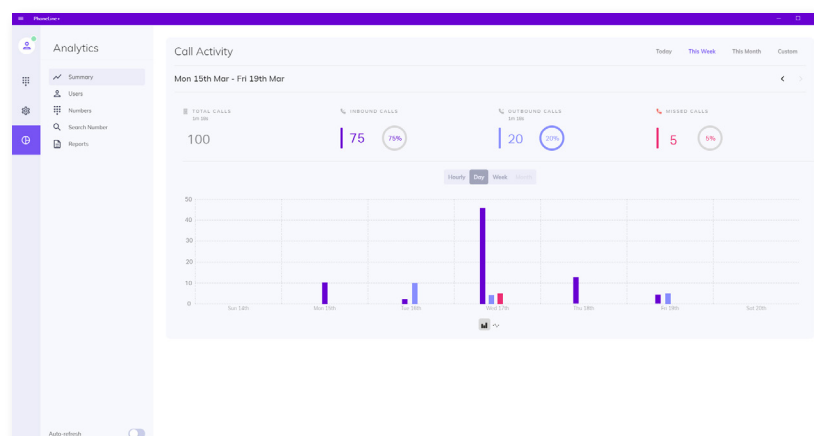 PhoneLine+
Analytics
Summary
Users
Numbers
Search Number
Reports
Auto-refresh
Call Activity
Today This Week This Month Custom
Mon 15th Mar - Fri 19th Mar
TOTAL CALLS
100
INBOUND CALLS
75 75%
OUTBOUND CALLS
20 20%
MISSED CALLS
5 5%
Hourly Day Week Month
50
40
30
20
10
0
Sun 14th Mon 15th Tue 16th Wed 17th Thu 18th Fri 19th Sat 20th